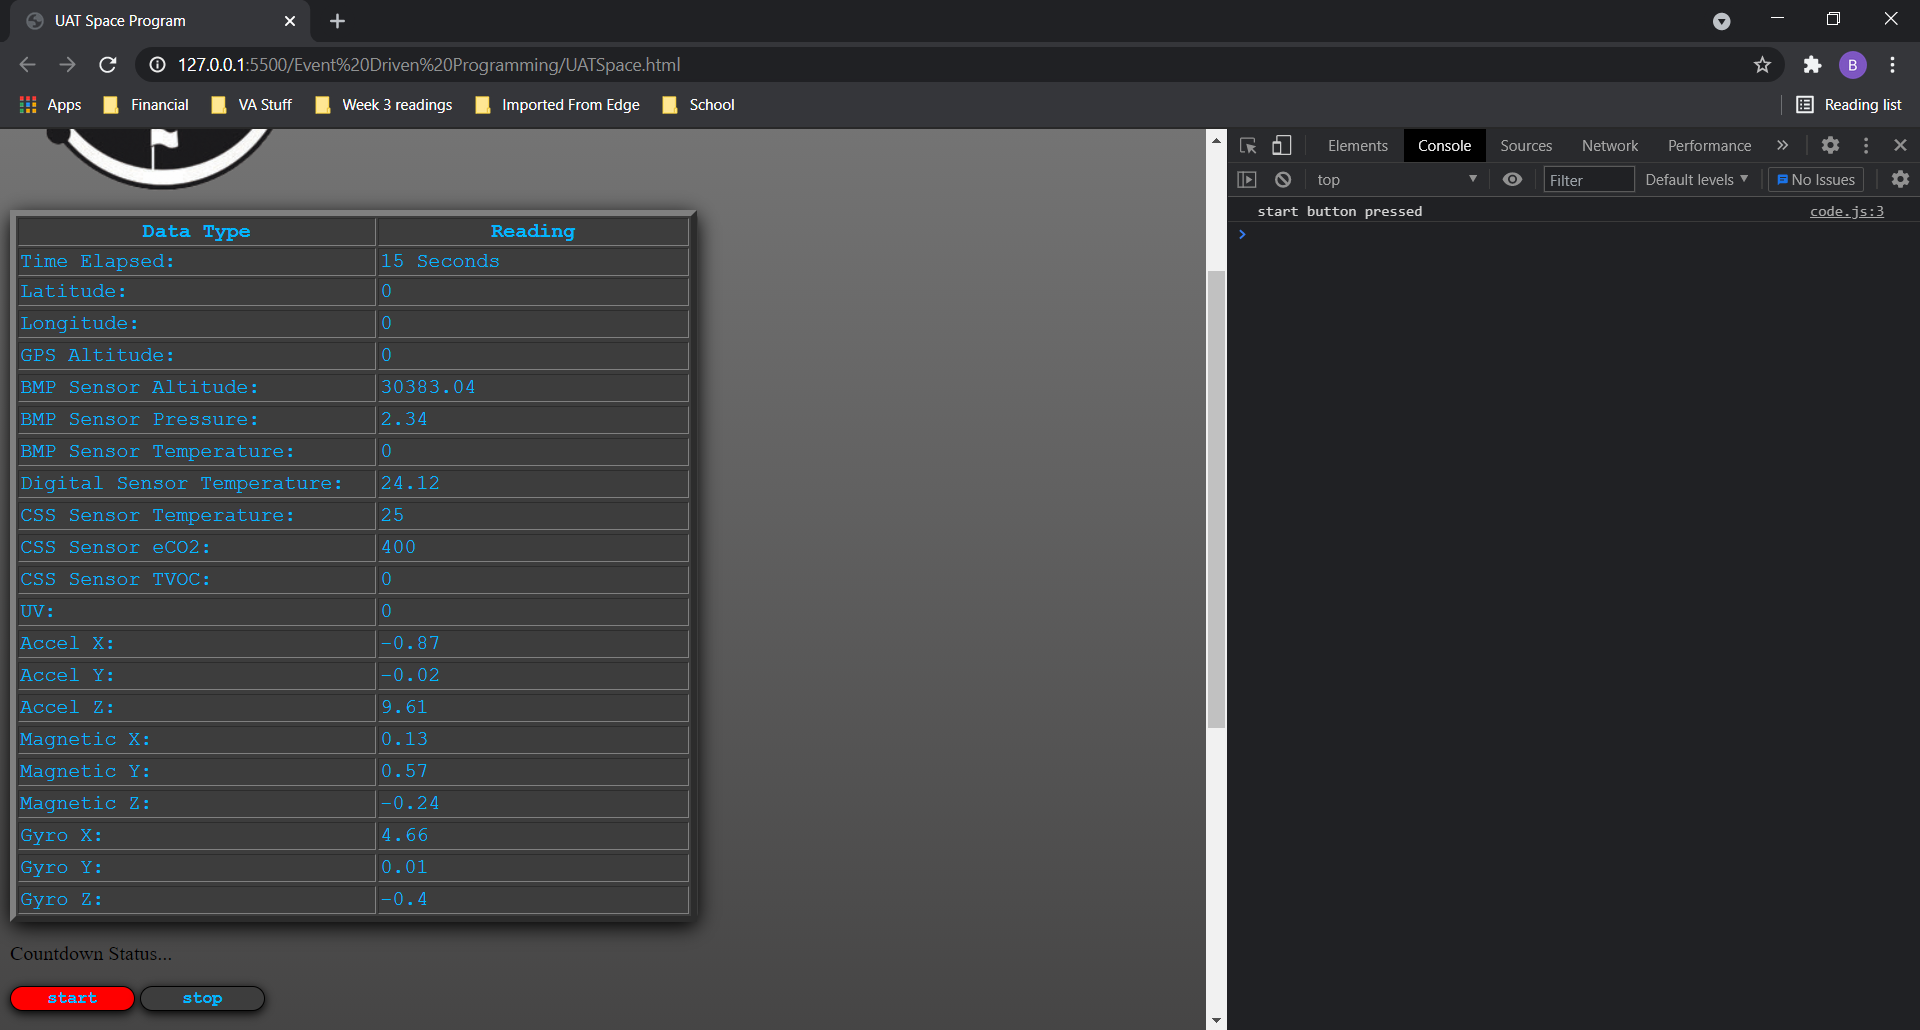 UAT Space Program
127.0.0.1:5500/Event%20Driven%20Programming/UATSpace.html
B
Apps Financial VA Stuff Week 3 readings Imported From Edge School Reading list
Elements Console Sources Network Performance
top Filter Default levels No Issues
start button pressed code.js:3
Data Type Reading
Time Elapsed: 15 Seconds
Latitude: 0
Longitude: 0
GPS Altitude: 0
BMP Sensor Altitude: 30383.04
BMP Sensor Pressure: 2.34
BMP Sensor Temperature: 0
Digital Sensor Temperature: 24.12
CSS Sensor Temperature: 25
CSS Sensor eCO2: 400
CSS Sensor TVOC: 0
UV: 0
Accel X: -0.87
Accel Y: -0.02
Accel Z: 9.61
Magnetic X: 0.13
Magnetic Y: 0.57
Magnetic Z: -0.24
Gyro X: 4.66
Gyro Y: 0.01
Gyro Z: -0.4
Countdown Status...
start stop